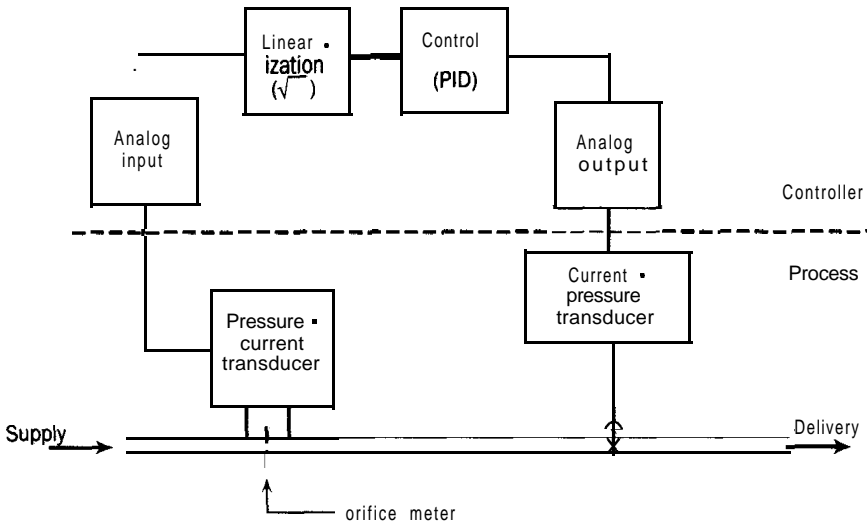 Linear ▪
ization
(√‾)
Control
(PID)
Analog
input
Analog
output
Controller
Process
Current ▪
pressure
transducer
Pressure ▪
current
transducer
Supply
Delivery
orifice meter